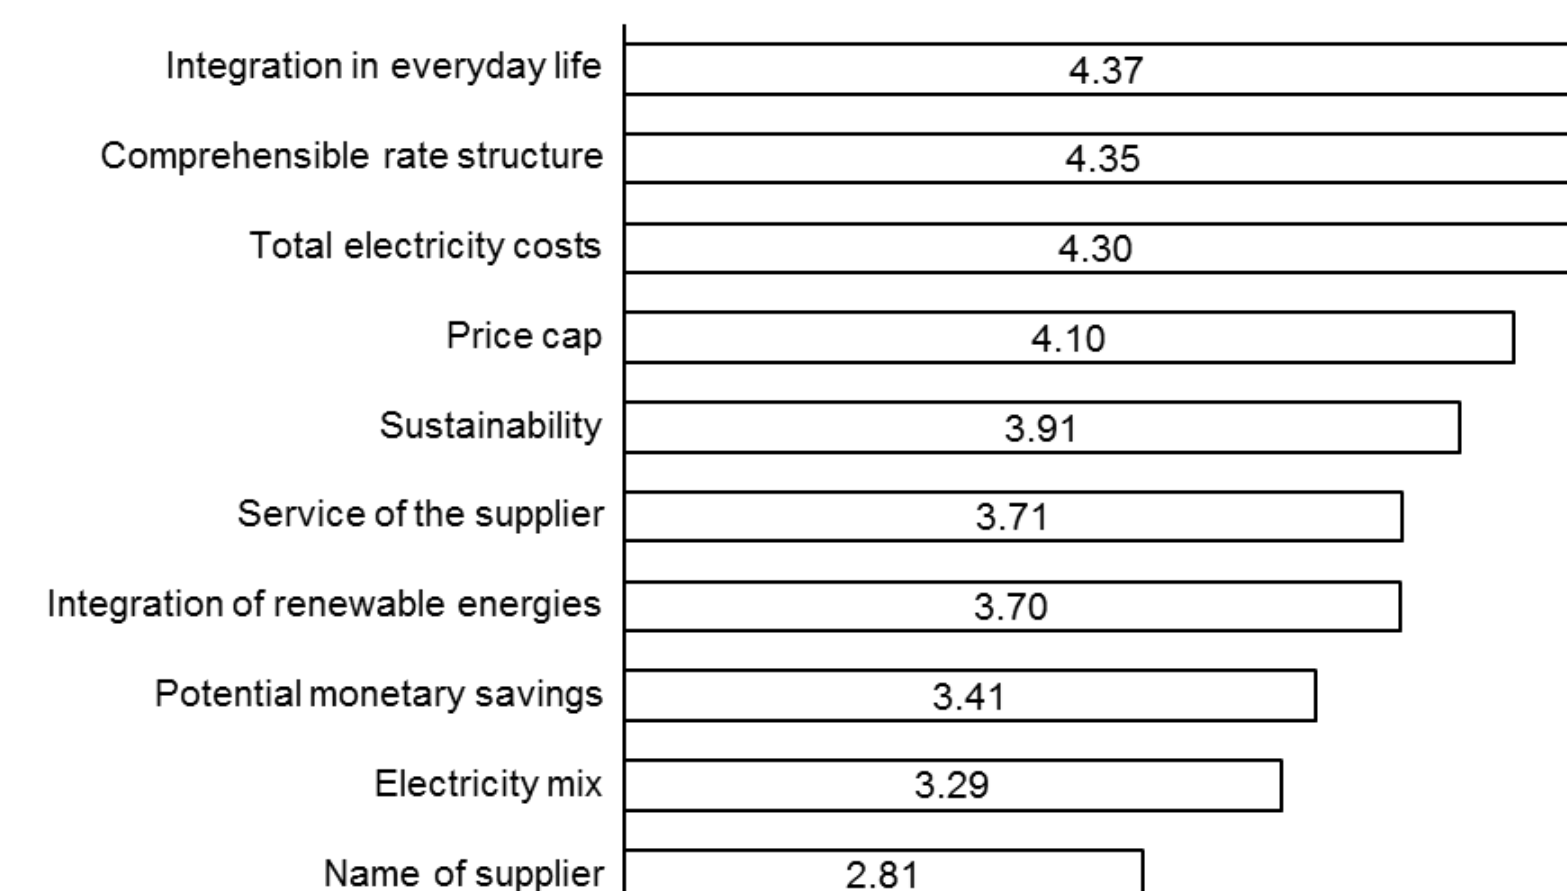 Integration in everyday life 4.37
Comprehensible rate structure 4.35
Total electricity costs 4.30
Price cap 4.10
Sustainability 3.91
Service of the supplier 3.71
Integration of renewable energies 3.70
Potential monetary savings 3.41
Electricity mix 3.29
Name of supplier 2.81